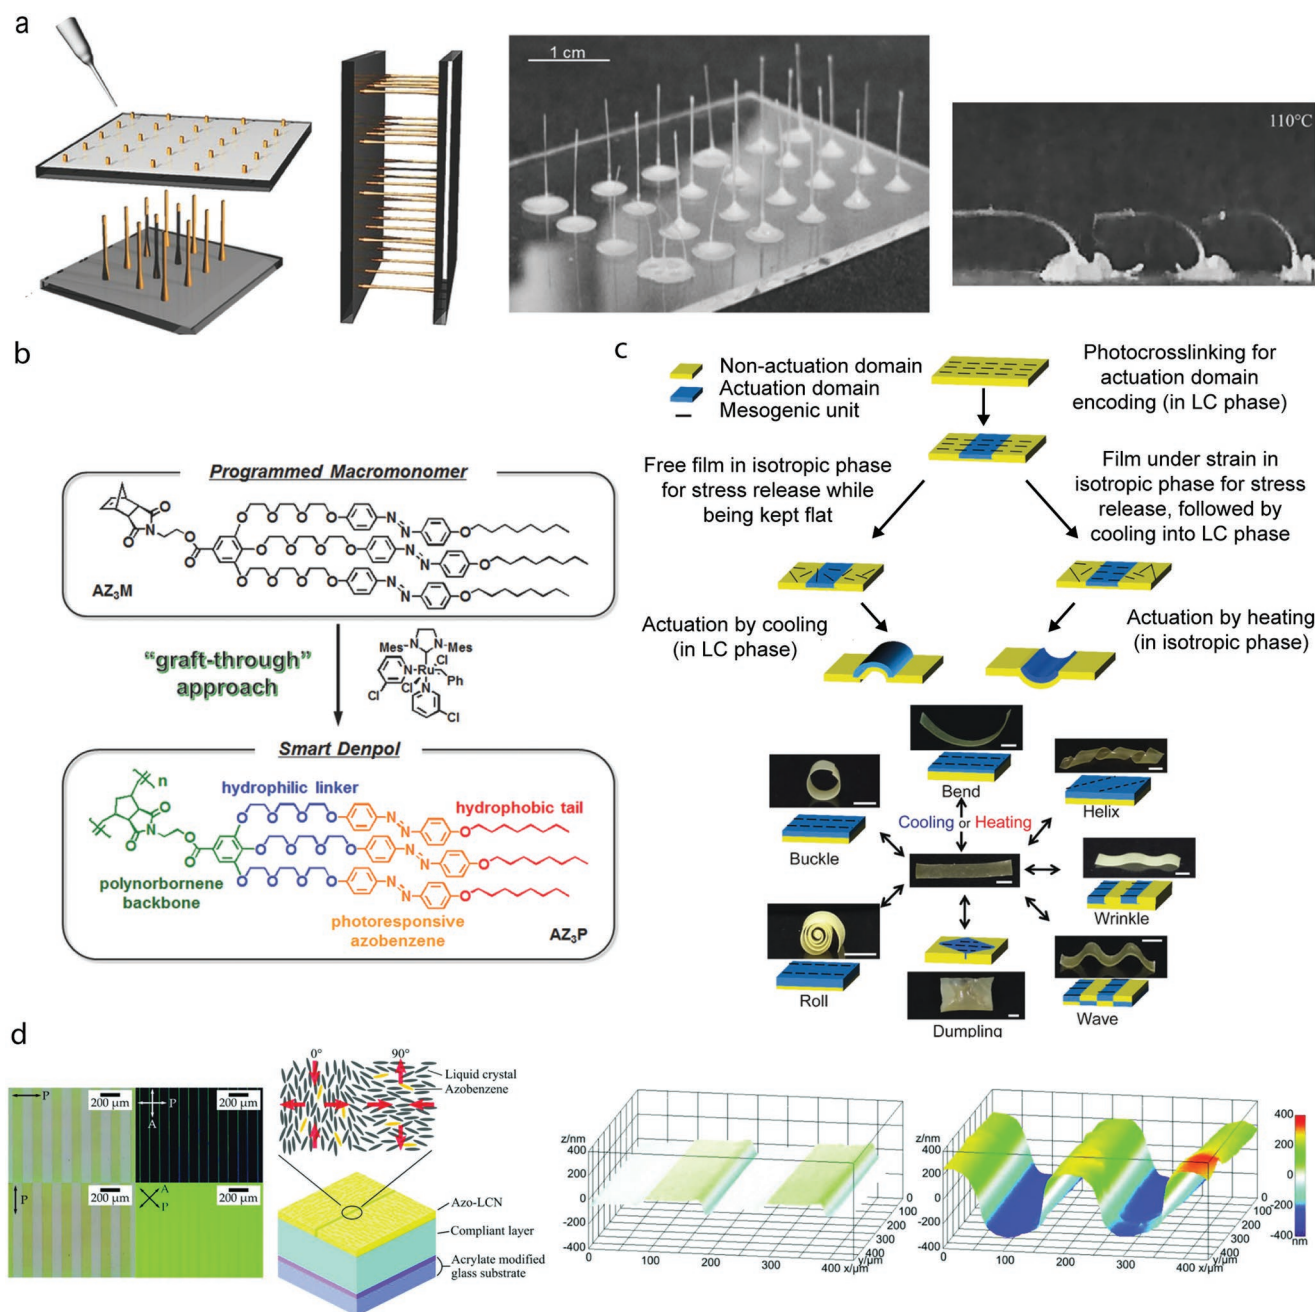 a
1 cm
110°C
b
Programmed Macromonomer
AZ₃M
"graft-through"
approach
Mes
N
N
Mes
Cl
Ru
Cl
Ph
N
N
Cl
Cl
Smart Denpol
n
hydrophilic linker
hydrophobic tail
polynorbornene
backbone
photoresponsive
azobenzene
AZ₃P
c
Non-actuation domain
Actuation domain
Mesogenic unit
Photocrosslinking for
actuation domain
encoding (in LC phase)
Free film in isotropic phase
for stress release while
being kept flat
Film under strain in
isotropic phase for stress
release, followed by
cooling into LC phase
Actuation by cooling
(in LC phase)
Actuation by heating
(in isotropic phase)
Bend
Helix
Buckle
Cooling or Heating
Wrinkle
Roll
Dumpling
Wave
d
P
200 µm
P
A
200 µm
P
200 µm
A
P
200 µm
0°
90°
Liquid crystal
Azobenzene
Azo-LCN
Compliant layer
Acrylate modified
glass substrate
z/nm
400
200
0
-200
-400
0
100
200
300
400 x/µm
0
100
200
300
400
y/µm
z/nm
400
200
0
-200
-400
0
100
200
300
400 x/µm
0
100
200
300
400
y/µm
400
200
0
-200
-400
nm